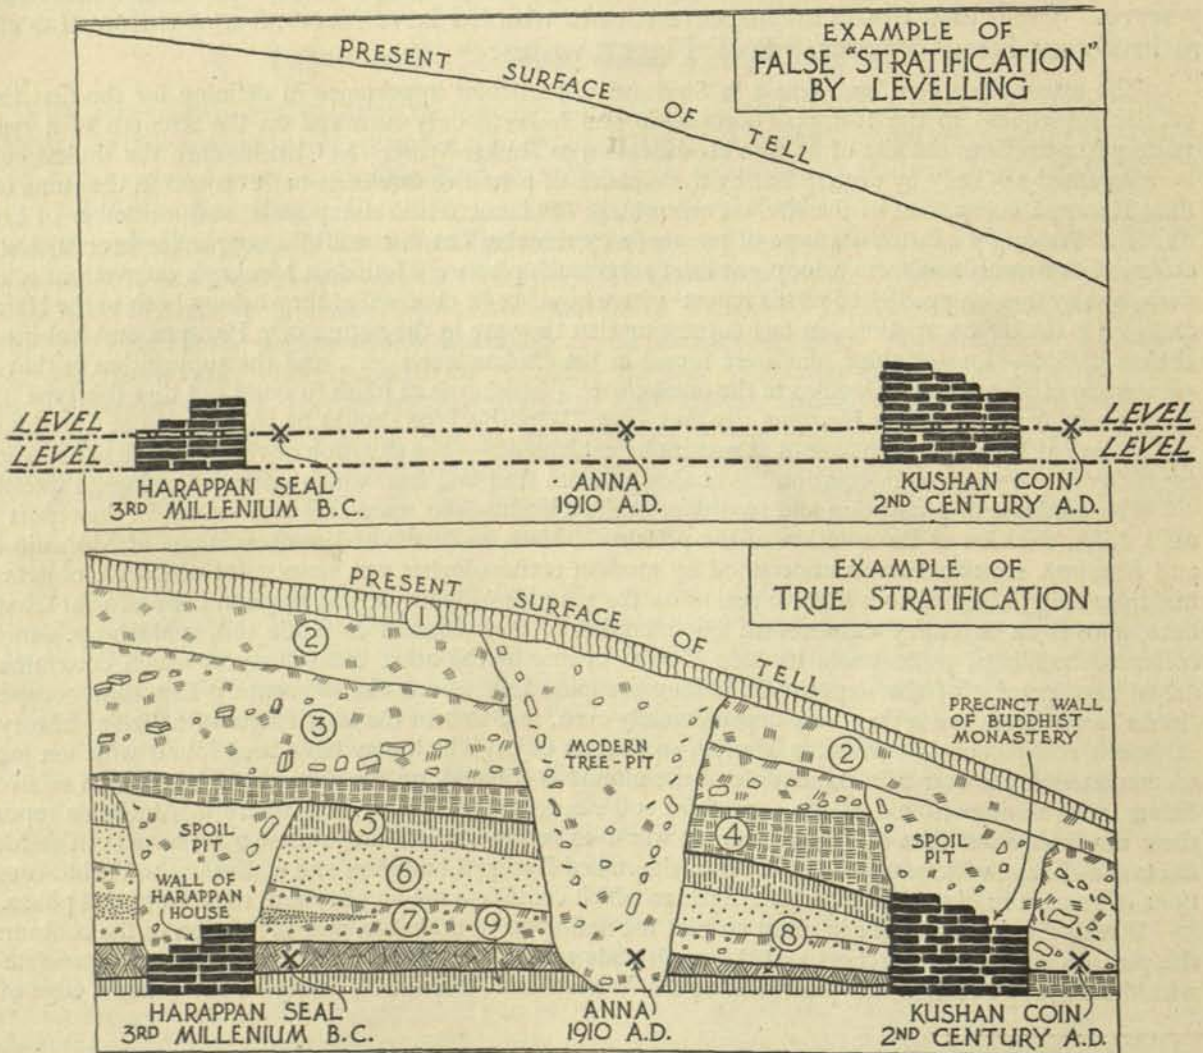 EXAMPLE OF
FALSE "STRATIFICATION"
BY LEVELLING
PRESENT SURFACE OF TELL
LEVEL
LEVEL
LEVEL
LEVEL
HARAPPAN SEAL
3RD MILLENIUM B.C.
ANNA
1910 A.D.
KUSHAN COIN
2ND CENTURY A.D.
EXAMPLE OF
TRUE STRATIFICATION
PRESENT SURFACE OF TELL
1
2
3
MODERN
TREE-PIT
PRECINCT WALL
OF BUDDHIST
MONASTERY
2
SPOIL
PIT
5
4
SPOIL
PIT
6
WALL OF
HARAPPAN
HOUSE
7
9
8
HARAPPAN SEAL
3RD MILLENIUM B.C.
ANNA
1910 A.D.
KUSHAN COIN
2ND CENTURY A.D.